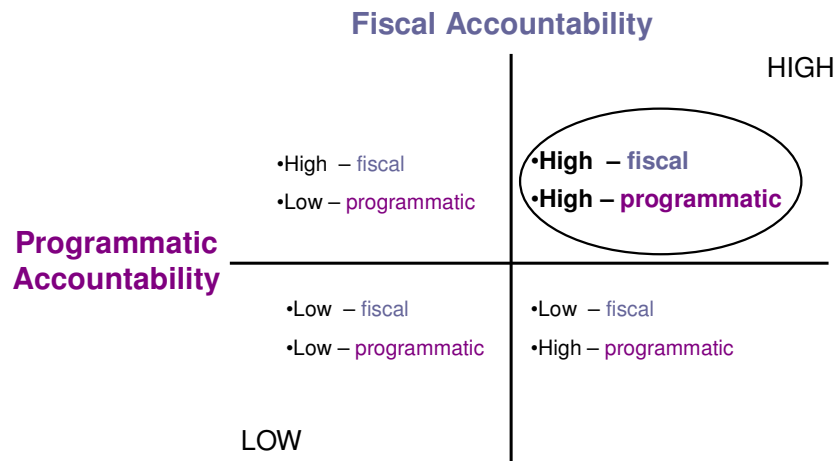 Fiscal Accountability
HIGH
•High – fiscal
•Low – programmatic
•High – fiscal
•High – programmatic
Programmatic
Accountability
•Low – fiscal
•Low – programmatic
•Low – fiscal
•High – programmatic
LOW